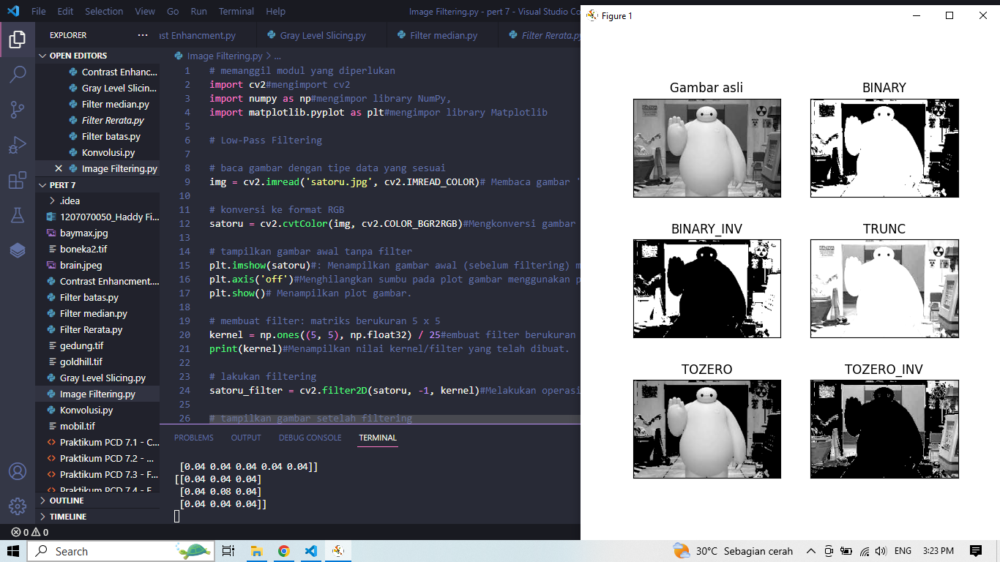 File Edit Selection View Go Run Terminal Help Image Filtering.py - pert 7 - Visual Studio Co
EXPLORER
OPEN EDITORS
Contrast Enhanc...
Gray Level Slicin...
Filter median.py
Filter Rerata.py
Filter batas.py
Konvolusi.py
Image Filtering.py
PERT 7
.idea
1207070050_Haddy Fi...
baymax.jpg
boneka2.tif
brain.jpeg
Contrast Enhancment....
Filter batas.py
Filter median.py
Filter Rerata.py
gedung.tif
goldhill.tif
Gray Level Slicing.py
Image Filtering.py
Konvolusi.py
mobil.tif
Praktikum PCD 7.1 - C...
Praktikum PCD 7.2 - ...
Praktikum PCD 7.3 - F...
Praktikum PCD 7.4 - F
OUTLINE
TIMELINE
ast Enhancment.py Gray Level Slicing.py Filter median.py Filter Rerata.py
Image Filtering.py > ...
1 # memanggil modul yang diperlukan
2 import cv2#mengimport cv2
3 import numpy as np#mengimpor library NumPy,
4 import matplotlib.pyplot as plt#mengimpor library Matplotlib
5
6 # Low-Pass Filtering
7
8 # baca gambar dengan tipe data yang sesuai
9 img = cv2.imread('satoru.jpg', cv2.IMREAD_COLOR)# Membaca gambar '
10
11 # konversi ke format RGB
12 satoru = cv2.cvtColor(img, cv2.COLOR_BGR2RGB)#Mengkonversi gambar
13
14 # tampilkan gambar awal tanpa filter
15 plt.imshow(satoru)#: Menampilkan gambar awal (sebelum filtering) m
16 plt.axis('off')#Menghilangkan sumbu pada plot gambar menggunakan p
17 plt.show()# Menampilkan plot gambar.
18
19 # membuat filter: matriks berukuran 5 x 5
20 kernel = np.ones((5, 5), np.float32) / 25#embuat filter berukuran
21 print(kernel)#Menampilkan nilai kernel/filter yang telah dibuat.
22
23 # lakukan filtering
24 satoru_filter = cv2.filter2D(satoru, -1, kernel)#Melakukan operasi
25
26 # tampilkan gambar setelah filtering
PROBLEMS OUTPUT DEBUG CONSOLE TERMINAL
[0.04 0.04 0.04 0.04 0.04]]
[[0.04 0.04 0.04]
[0.04 0.08 0.04]
[0.04 0.04 0.04]]
0 0
Figure 1
Gambar asli BINARY
BINARY_INV TRUNC
TOZERO TOZERO_INV
Search
30°C Sebagian cerah ENG 3:23 PM